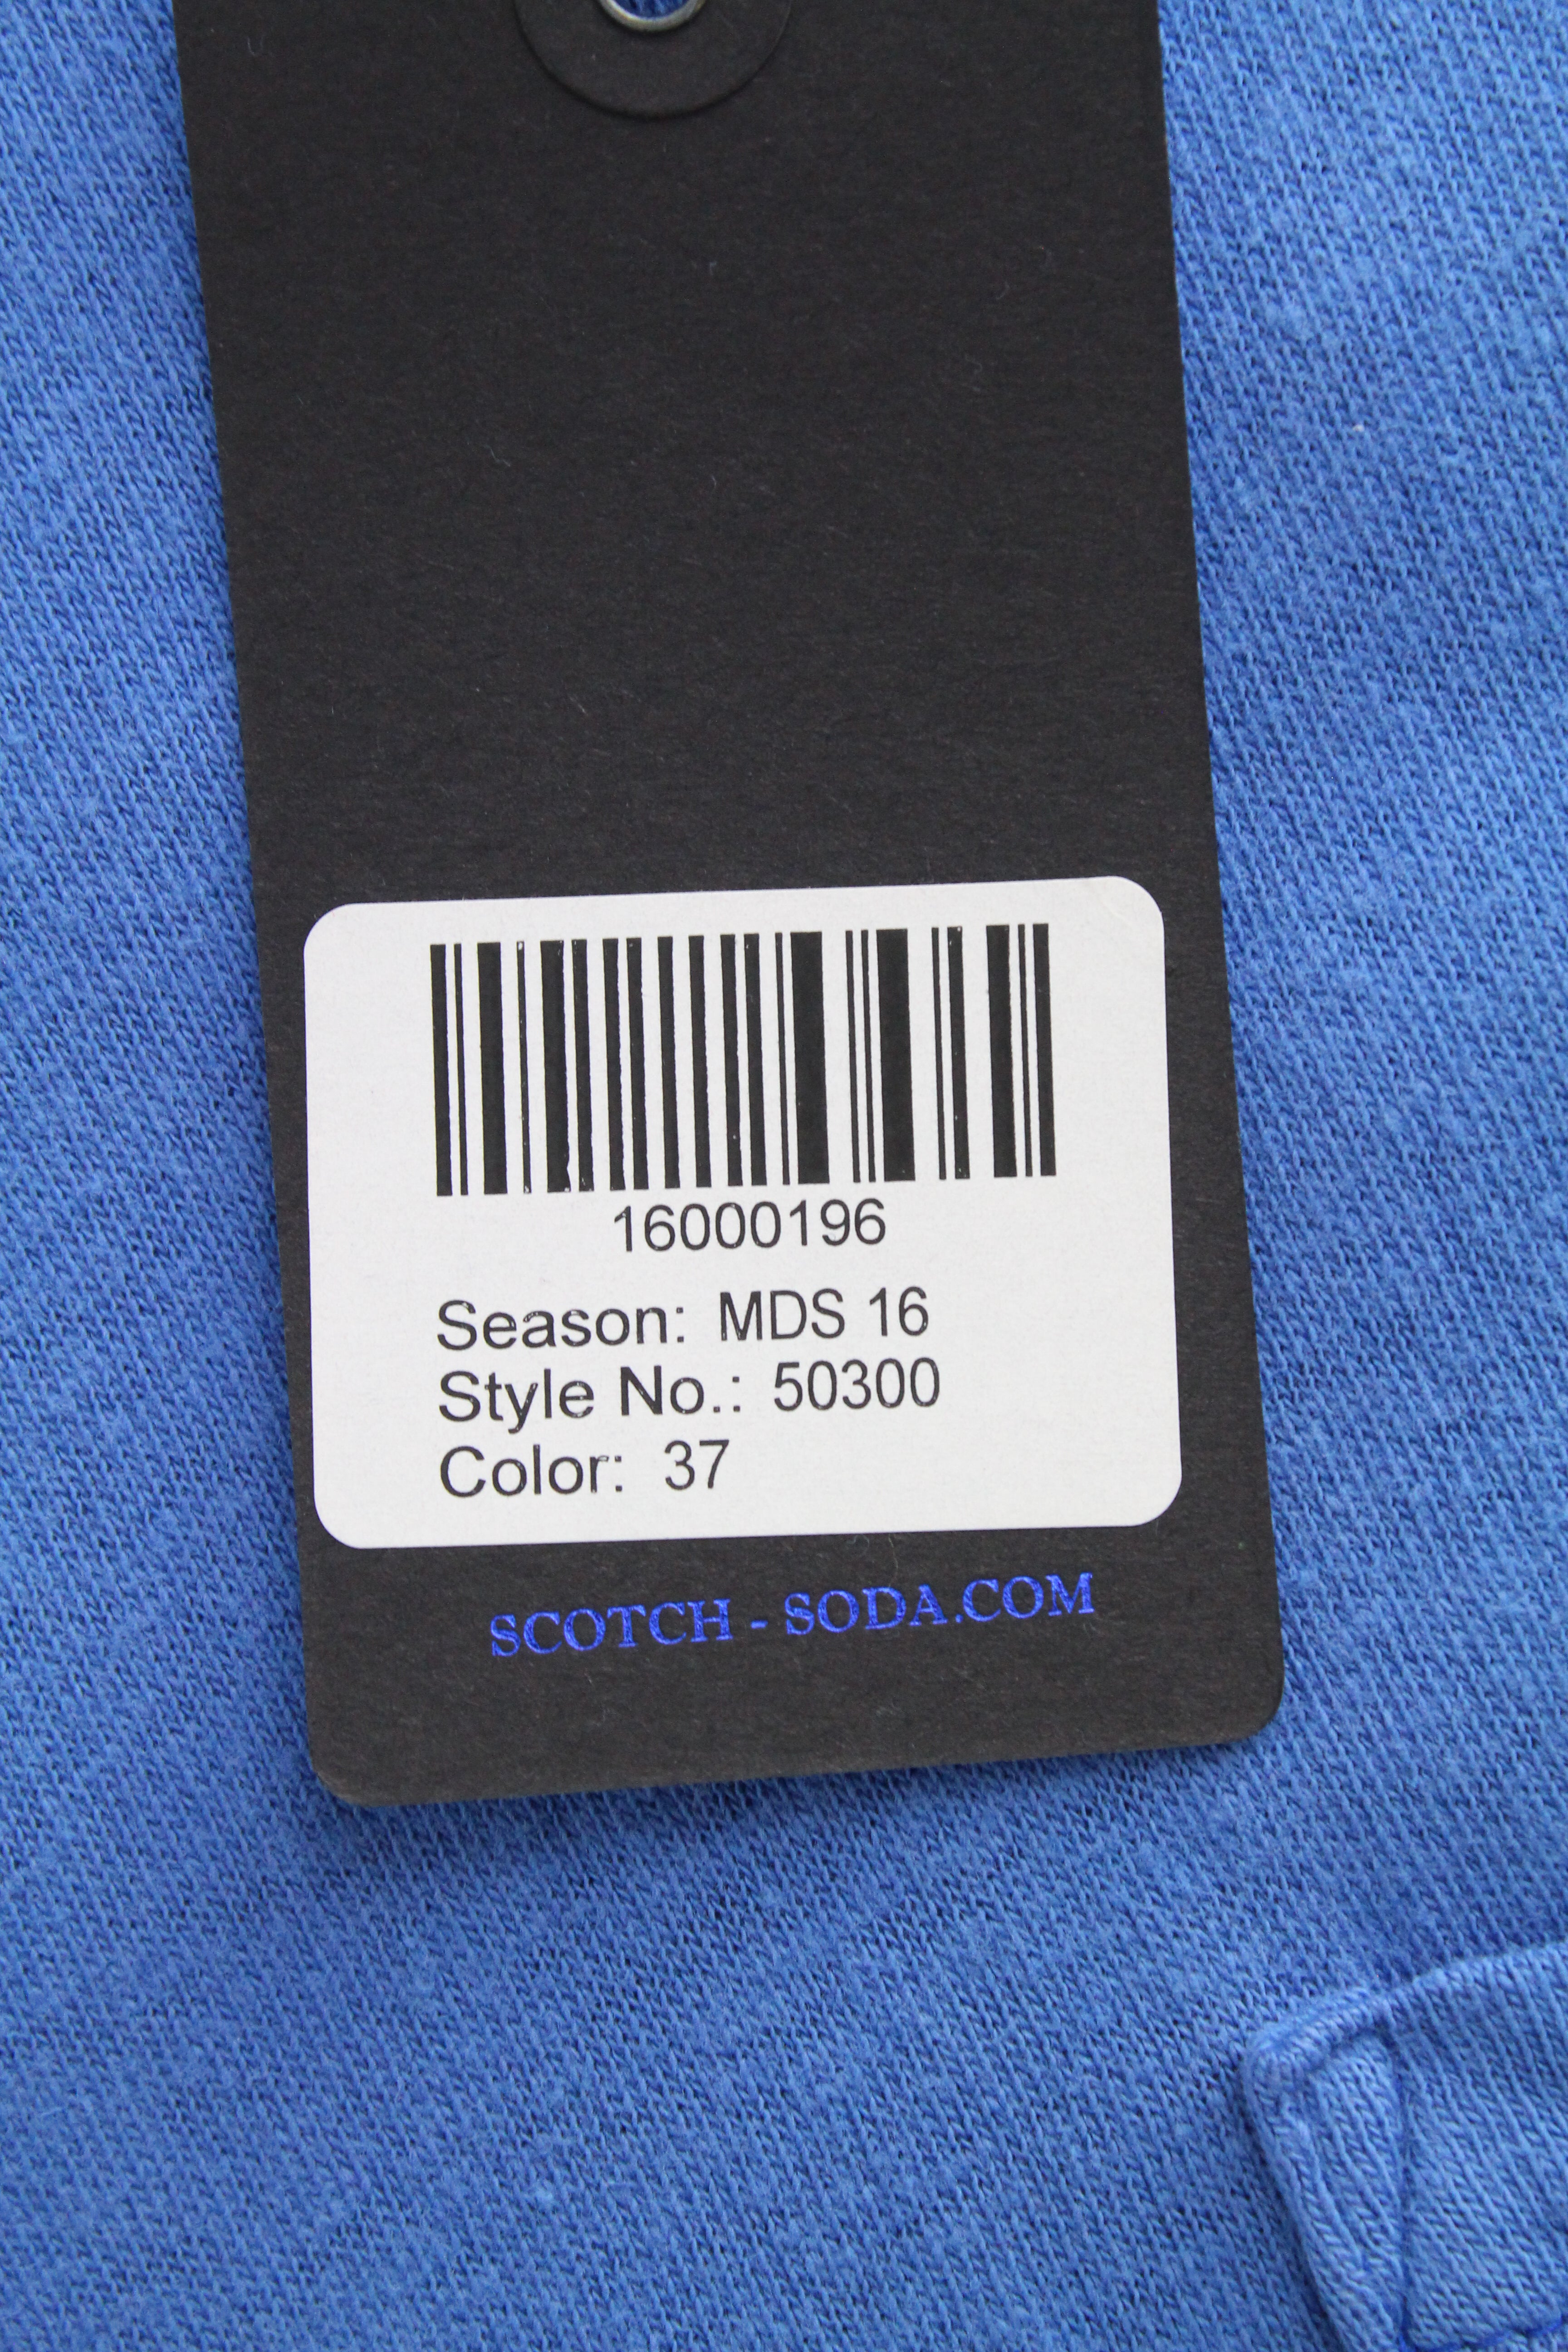 16000196
Season: MDS 16
Style No.: 50300
Color: 37
SCOTCH - SODA.COM